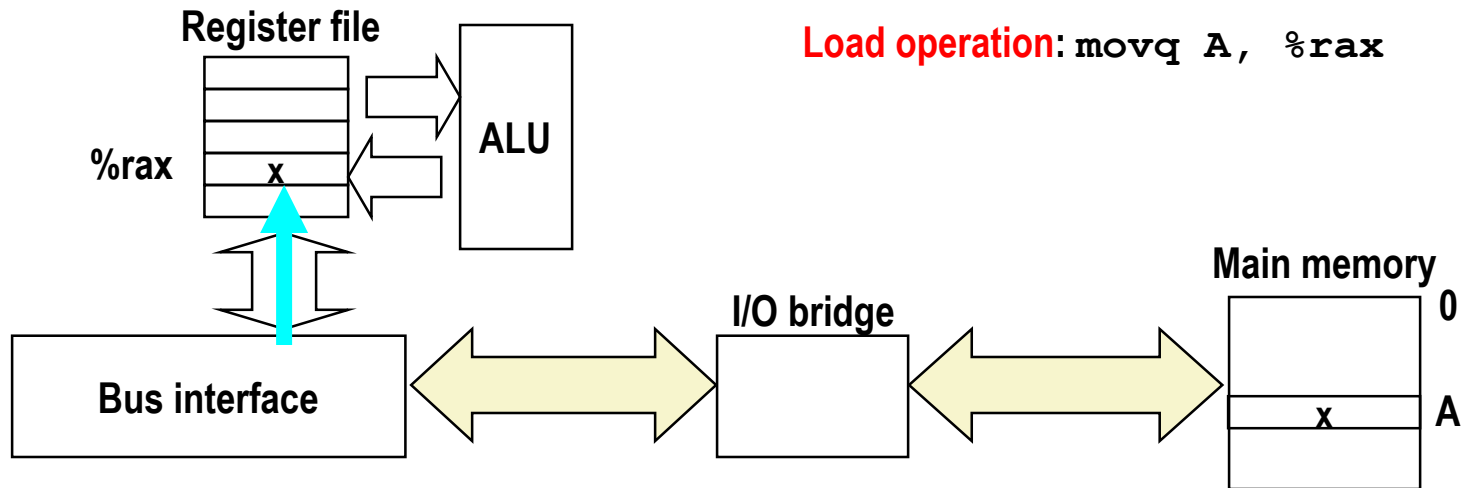 Register file
Load operation: movq A, %rax
ALU
%rax
x
Main memory
0
I/O bridge
Bus interface
x
A